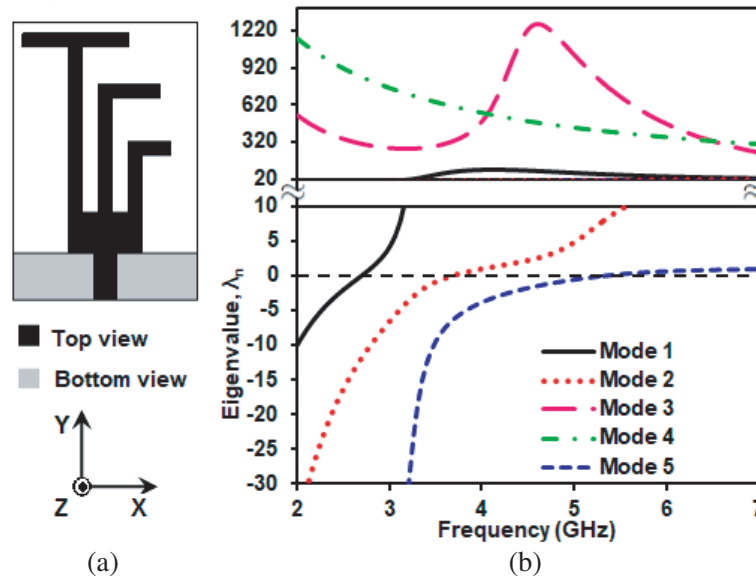 Top view
Bottom view
Y
Z
X
(a)
1220
920
620
320
20
10
5
0
-5
-10
-15
-20
-25
-30
Eigenvalue, λn
Mode 1
Mode 2
Mode 3
Mode 4
Mode 5
2
3
4
5
6
7
Frequency (GHz)
(b)